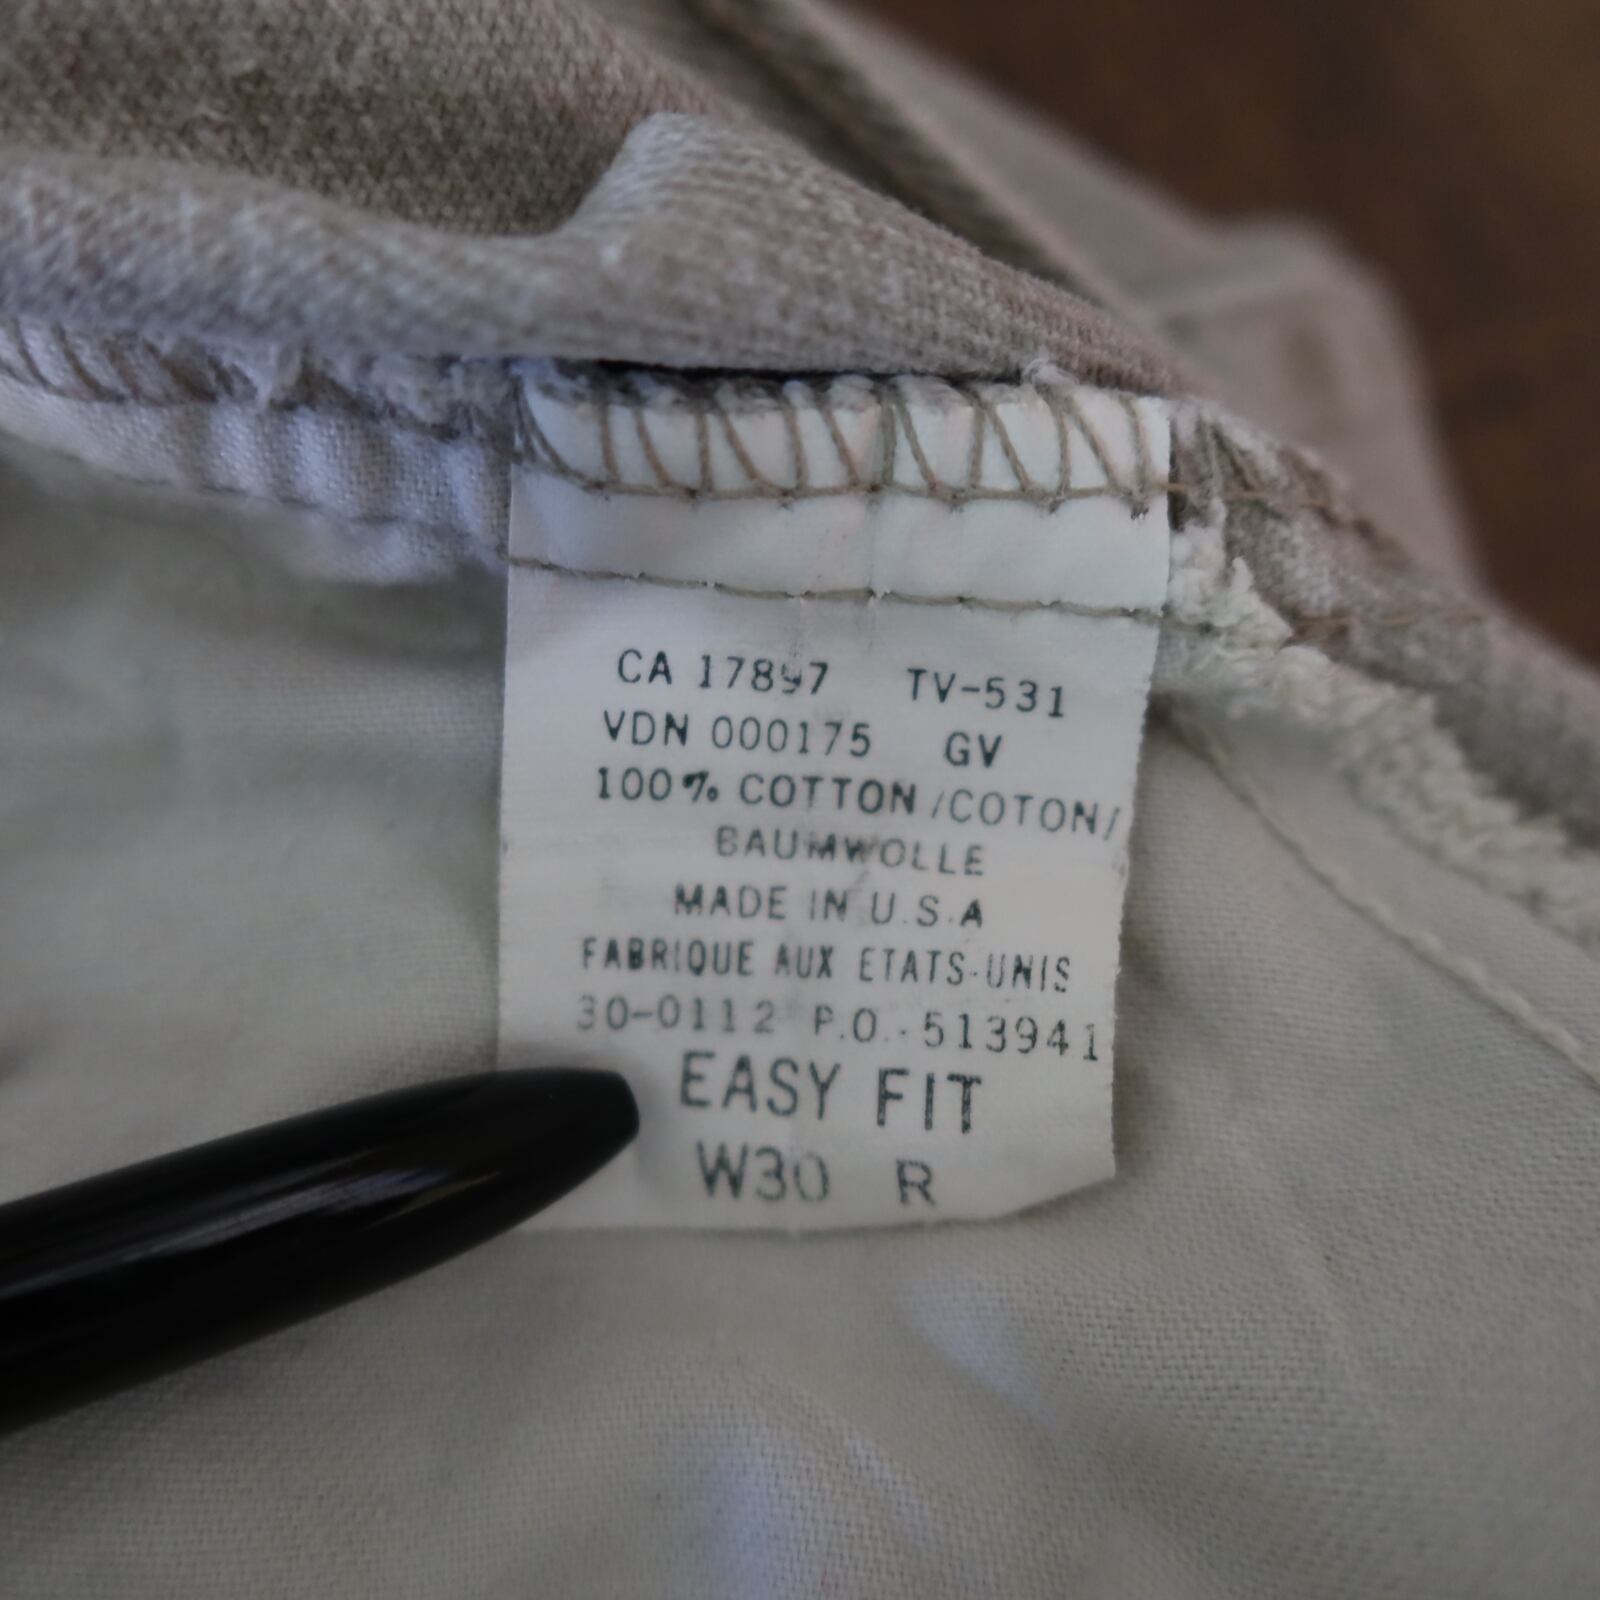 CA 17897 TV-531
VDN 000175 GV
100% COTTON/COTON/
BAUMWOLLE
MADE IN U.S.A
FABRIQUE AUX ETATS-UNIS
30-0112 P.O.-513941
EASY FIT
W30 R